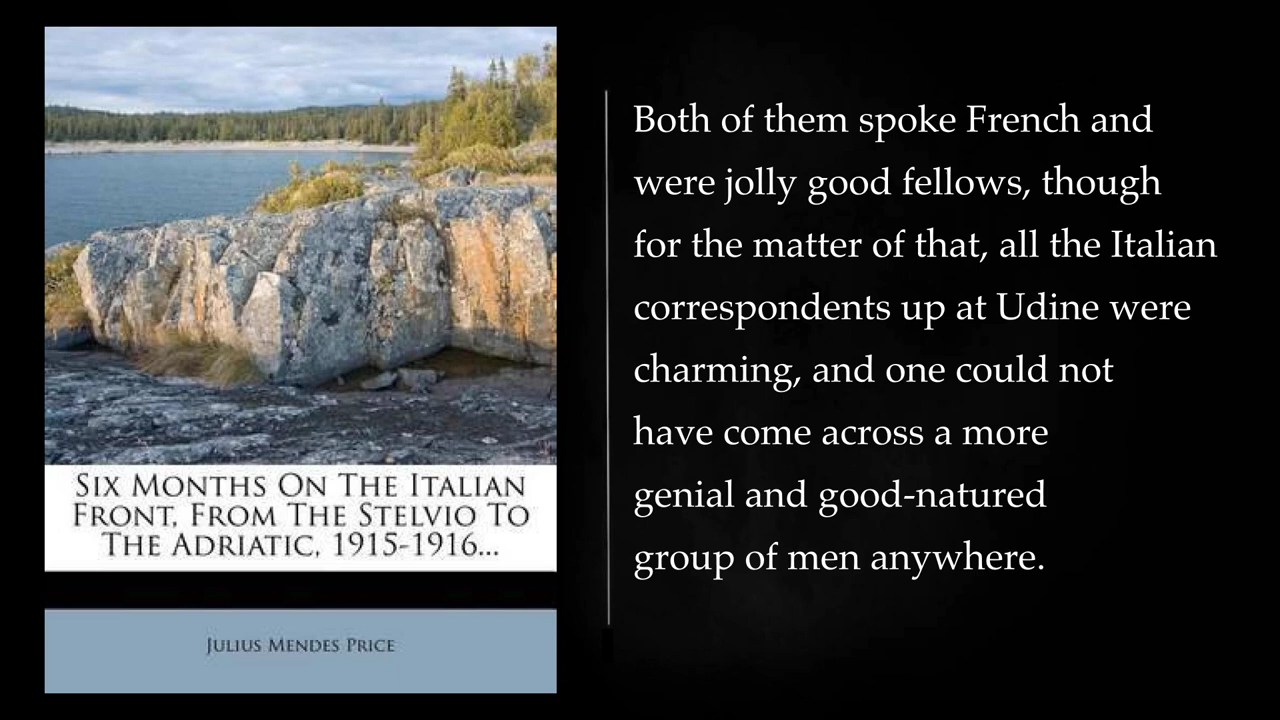 Six Months On The Italian
Front, From The Stelvio To
The Adriatic, 1915-1916...
Julius Mendes Price
Both of them spoke French and
were jolly good fellows, though
for the matter of that, all the Italian
correspondents up at Udine were
charming, and one could not
have come across a more
genial and good-natured
group of men anywhere.